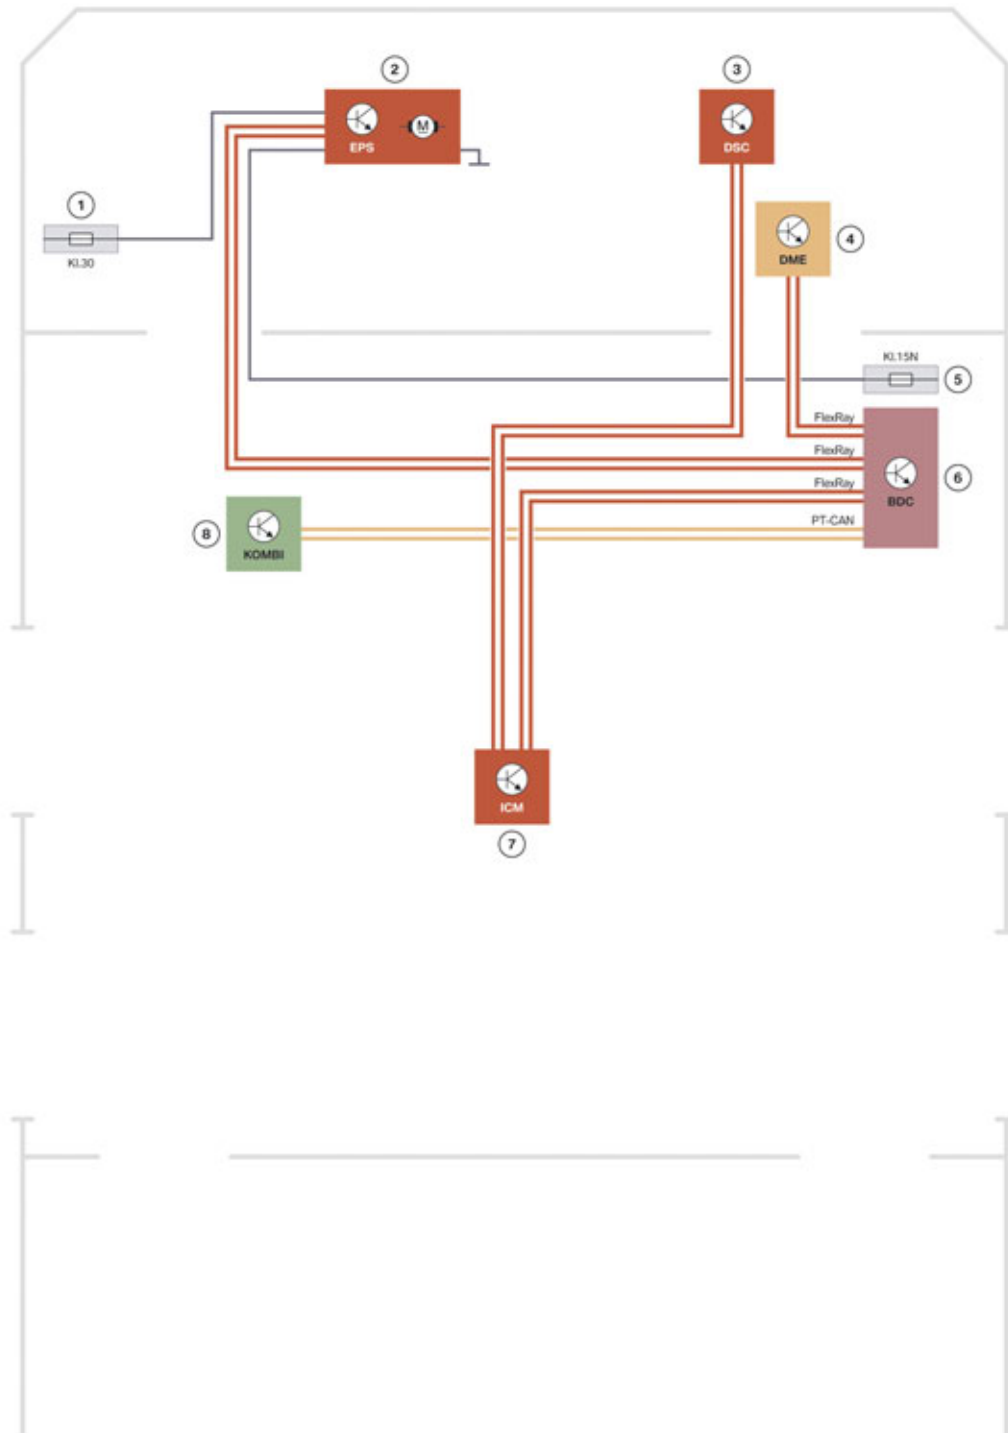 2
3
EPS
M
DSC
1
Kl.30
4
DME
Kl.15N
5
FlexRay
FlexRay
FlexRay
PT-CAN
BDC
6
8
KOMBI
ICM
7